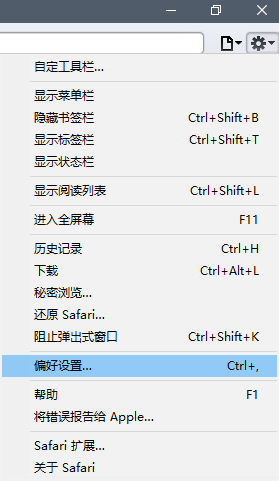 自定工具栏...
显示菜单栏
隐藏书签栏 Ctrl+Shift+B
显示标签栏 Ctrl+Shift+T
显示状态栏
显示阅读列表 Ctrl+Shift+L
进入全屏幕 F11
历史记录 Ctrl+H
下载 Ctrl+Alt+L
秘密浏览...
还原 Safari...
阻止弹出式窗口 Ctrl+Shift+K
偏好设置... Ctrl+,
帮助 F1
将错误报告给 Apple...
Safari 扩展...
关于 Safari